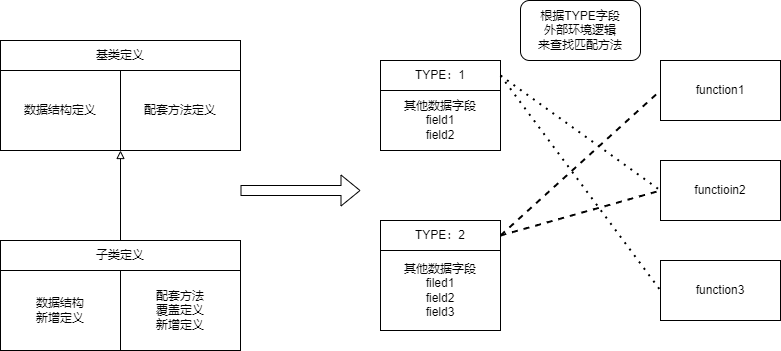 基类定义
数据结构定义
配套方法定义
子类定义
数据结构
新增定义
配套方法
覆盖定义
新增定义
根据TYPE字段
外部环境逻辑
来查找匹配方法
TYPE：1
其他数据字段
field1
field2
TYPE：2
其他数据字段
filed1
field2
field3
function1
functioin2
function3